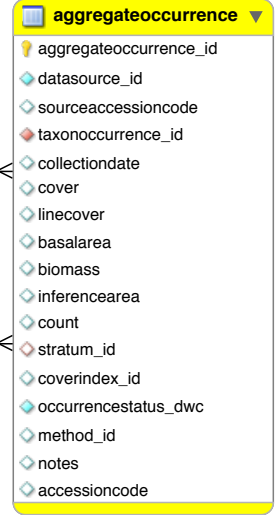 aggregateoccurrence
aggregateoccurrence_id
datasource_id
sourceaccessioncode
taxonoccurrence_id
collectiondate
cover
linecover
basalarea
biomass
inferencearea
count
stratum_id
coverindex_id
occurrencestatus_dwc
method_id
notes
accessioncode